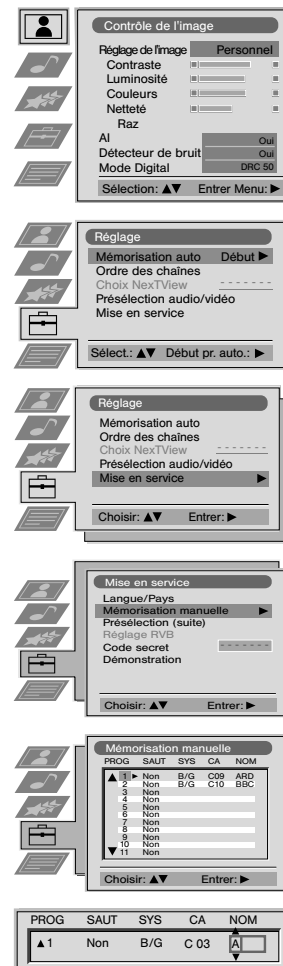 Contrôle de l'image
Réglage de l'image Personnel
Contraste
Luminosité
Couleurs
Netteté
Raz
AI Oui
Détecteur de bruit Oui
Mode Digital DRC 50
Sélection: ▲▼ Entrer Menu: ▶
Réglage
Mémorisation auto Début ▶
Ordre des chaînes
Choix NexTView - - - - - - -
Présélection audio/vidéo
Mise en service
Sélect.: ▲▼ Début pr. auto.: ▶
Réglage
Mémorisation auto
Ordre des chaînes
Choix NexTView - - - - - - -
Présélection audio/vidéo
Mise en service ▶
Choisir: ▲▼ Entrer: ▶
Mise en service
Langue/Pays
Mémorisation manuelle ▶
Présélection (suite)
Réglage RVB
Code secret - - - - - - -
Démonstration
Choisir: ▲▼ Entrer: ▶
Mémorisation manuelle
PROG SAUT SYS CA NOM
▲ 1 ▶ Non B/G C09 ARD
2 Non B/G C10 BBC
3 Non
4 Non
5 Non
6 Non
7 Non
8 Non
9 Non
10 Non
▼ 11 Non
Choisir: ▲▼ Entrer: ▶
PROG SAUT SYS CA NOM
▲1 Non B/G C 03 A